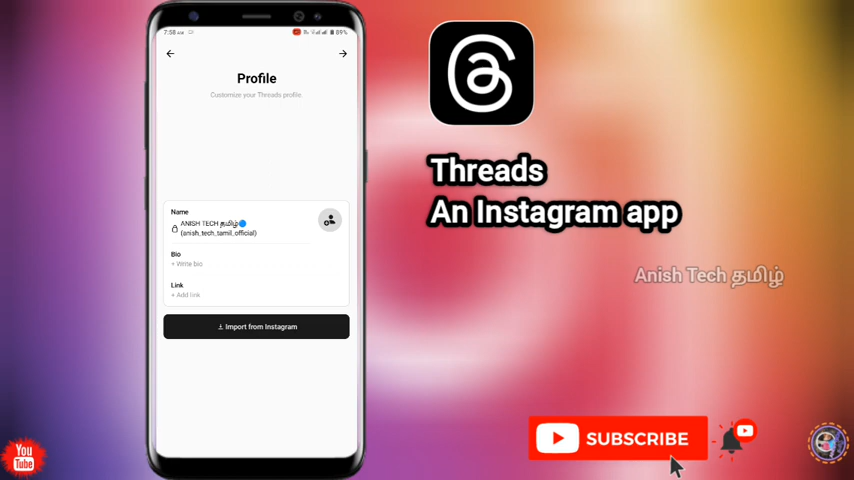 7:58 AM
89%
Profile
Customize your Threads profile.
Name
ANISH TECH தமிழ்
(anish_tech_tamil_official)
Bio
+ Write bio
Link
+ Add link
Import from Instagram
Threads
An Instagram app
Anish Tech தமிழ்
SUBSCRIBE
You
Tube